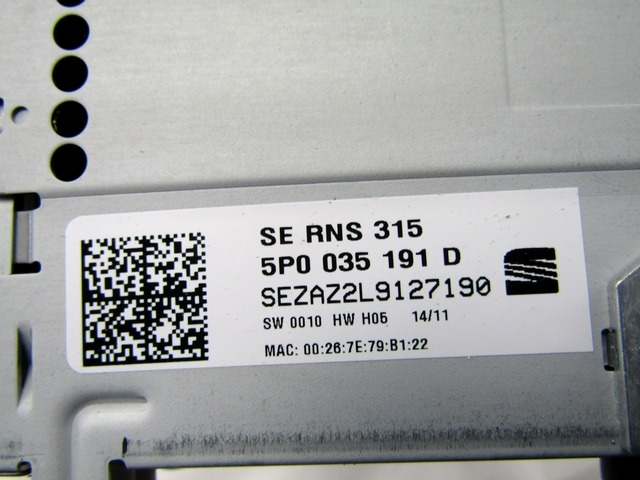 SE RNS 315
5P0 035 191 D
SEZAZ2L9127190
SW 0010 HW H05 14/11
MAC: 00:26:7E:79:B1:22